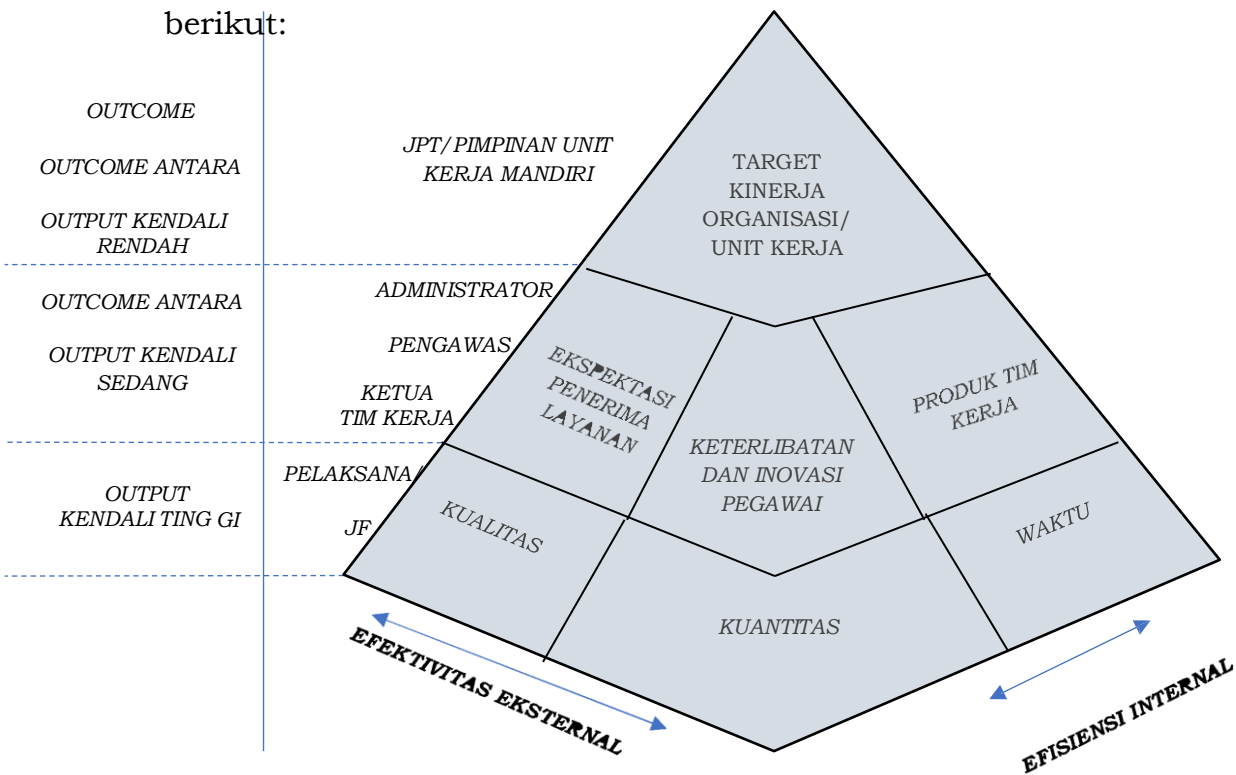 berikut:
OUTCOME
OUTCOME ANTARA
OUTPUT KENDALI
RENDAH
JPT/PIMPINAN UNIT
KERJA MANDIRI
TARGET
KINERJA
ORGANISASI/
UNIT KERJA
OUTCOME ANTARA
OUTPUT KENDALI
SEDANG
ADMINISTRATOR
PENGAWAS
KETUA
TIM KERJA
EKSPEKTASI
PENERIMA
LAYANAN
KETERLIBATAN
DAN INOVASI
PEGAWAI
PRODUK TIM
KERJA
OUTPUT
KENDALI TING GI
PELAKSANA/
JF
KUALITAS
KUANTITAS
WAKTU
EFEKTIVITAS EKSTERNAL
EFISIENSI INTERNAL